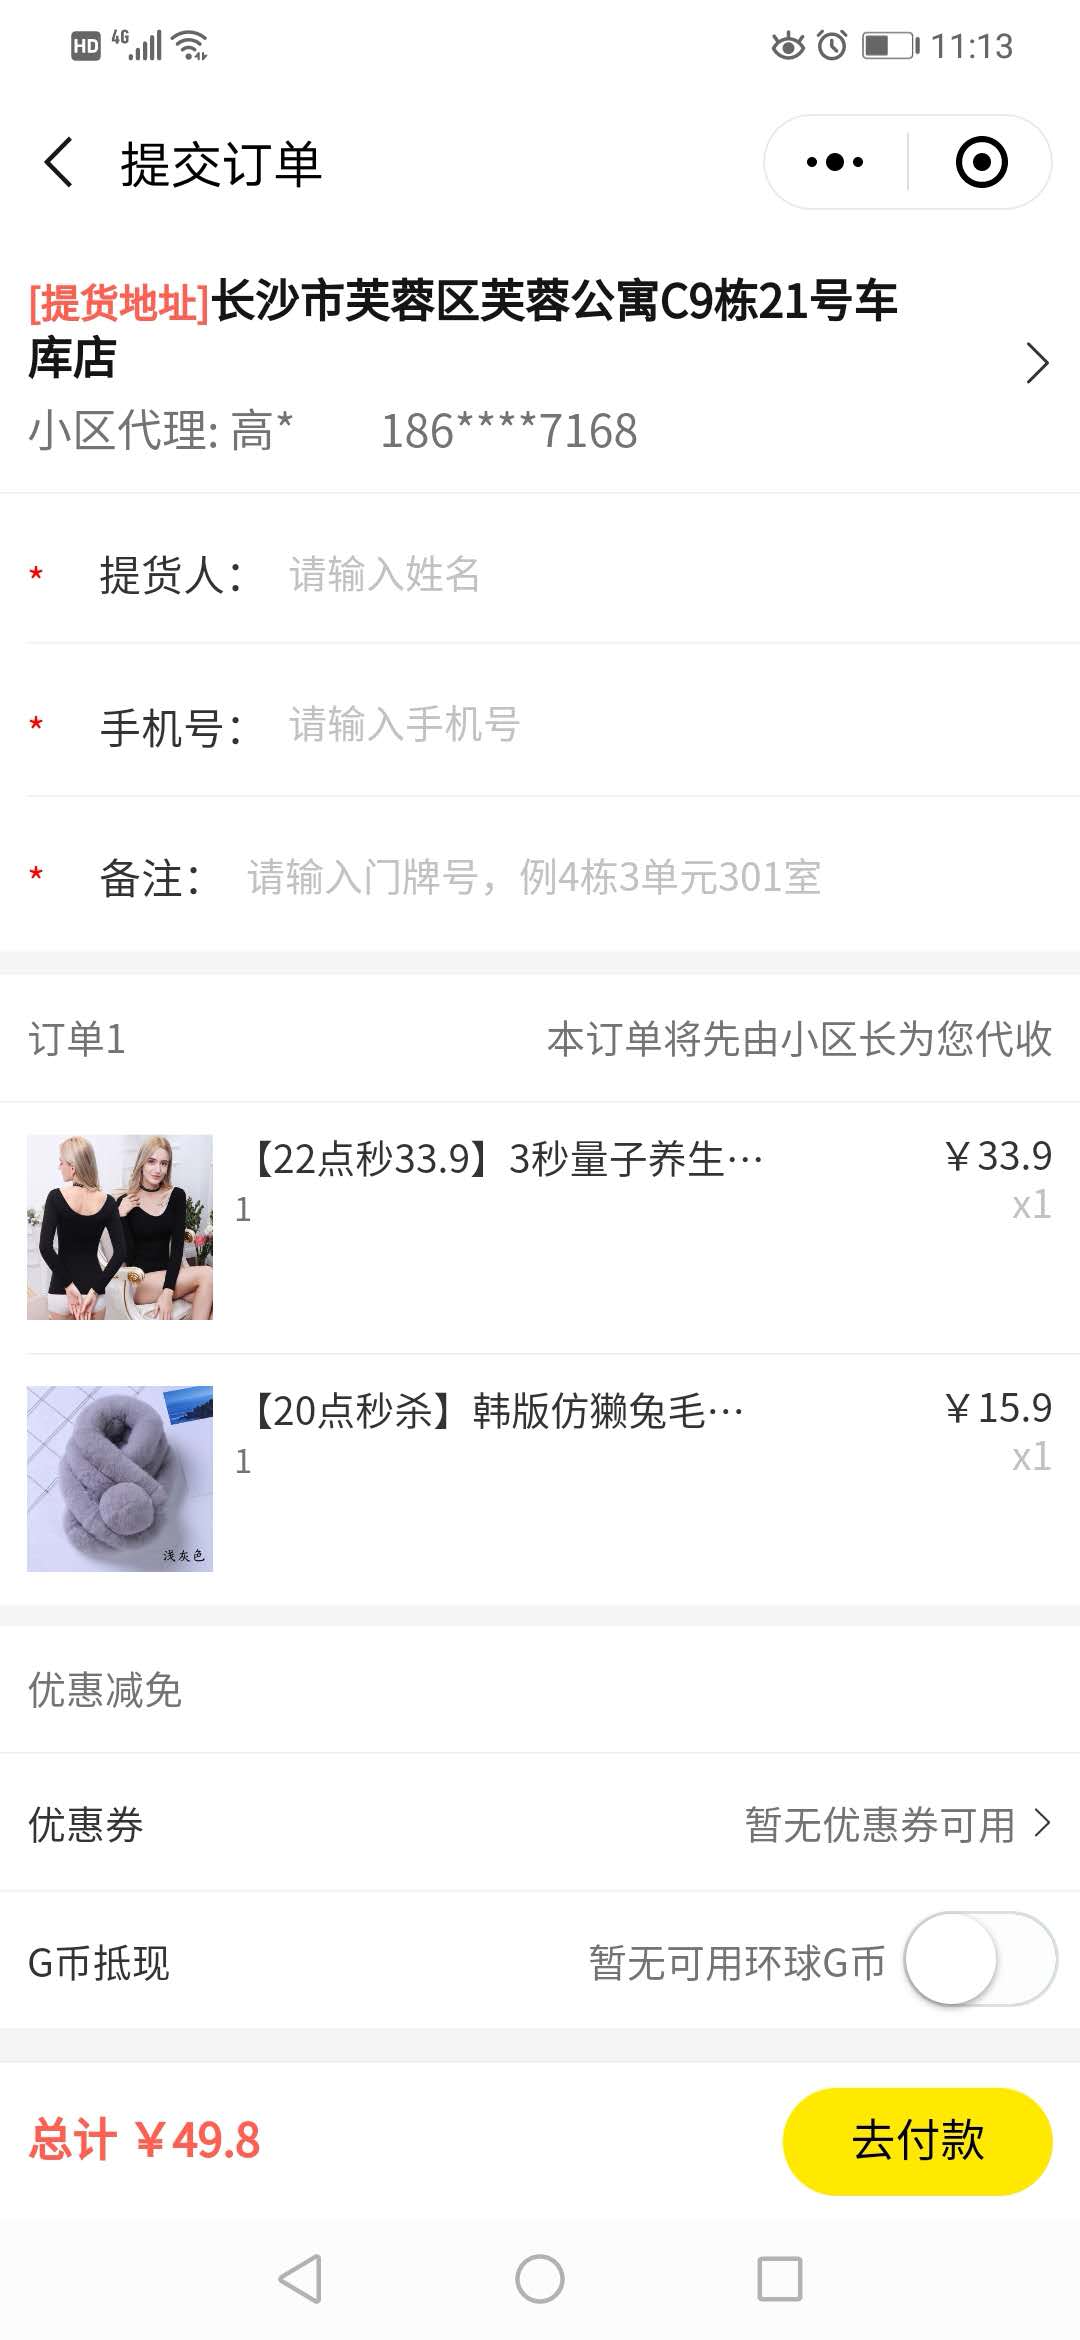 HD 4G 11:13
提交订单
[提货地址]长沙市芙蓉区芙蓉公寓C9栋21号车
库店
小区代理: 高* 186****7168
* 提货人： 请输入姓名
* 手机号： 请输入手机号
* 备注： 请输入门牌号，例4栋3单元301室
订单1 本订单将先由小区长为您代收
【22点秒33.9】3秒量子养生… ￥33.9
1 x1
【20点秒杀】韩版仿獭兔毛… ￥15.9
1 x1
浅灰色
优惠减免
优惠券 暂无优惠券可用
G币抵现 暂无可用环球G币
总计 ￥49.8 去付款